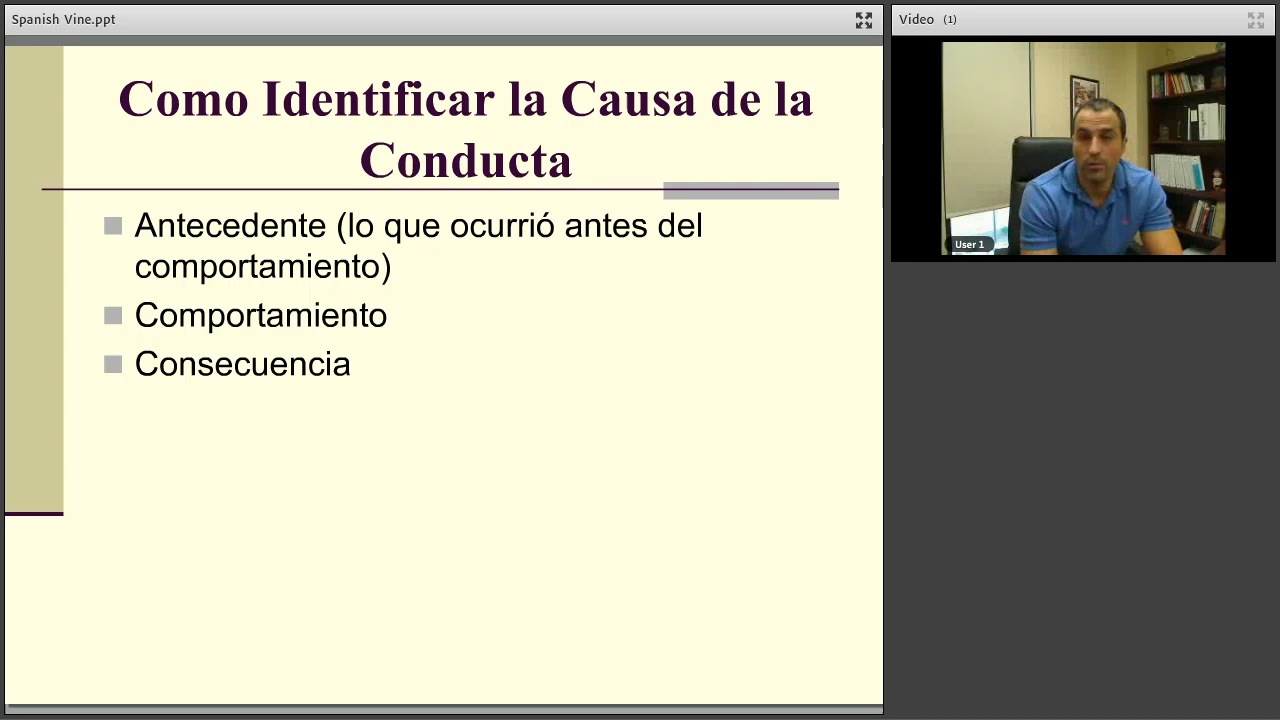 Spanish Vine.ppt
Como Identificar la Causa de la
Conducta
Antecedente (lo que ocurrió antes del
comportamiento)
Comportamiento
Consecuencia
Video (1)
User 1